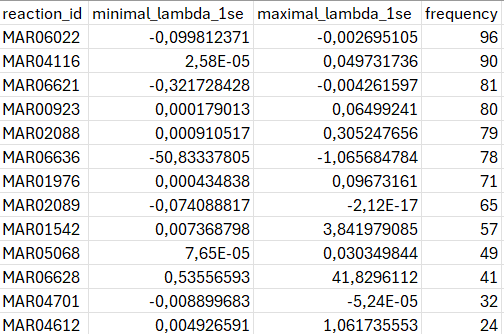 reaction_id minimal_lambda_1se maximal_lambda_1se frequency
MAR06022 -0,099812371 -0,002695105 96
MAR04116 2,58E-05 0,049731736 90
MAR06621 -0,321728428 -0,004261597 81
MAR00923 0,000179013 0,06499241 80
MAR02088 0,000910517 0,305247656 79
MAR06636 -50,83337805 -1,065684784 78
MAR01976 0,000434838 0,09673161 71
MAR02089 -0,074088817 -2,12E-17 65
MAR01542 0,007368798 3,841979085 57
MAR05068 7,65E-05 0,030349844 49
MAR06628 0,53556593 41,8296112 41
MAR04701 -0,008899683 -5,24E-05 32
MAR04612 0,004926591 1,061735553 24